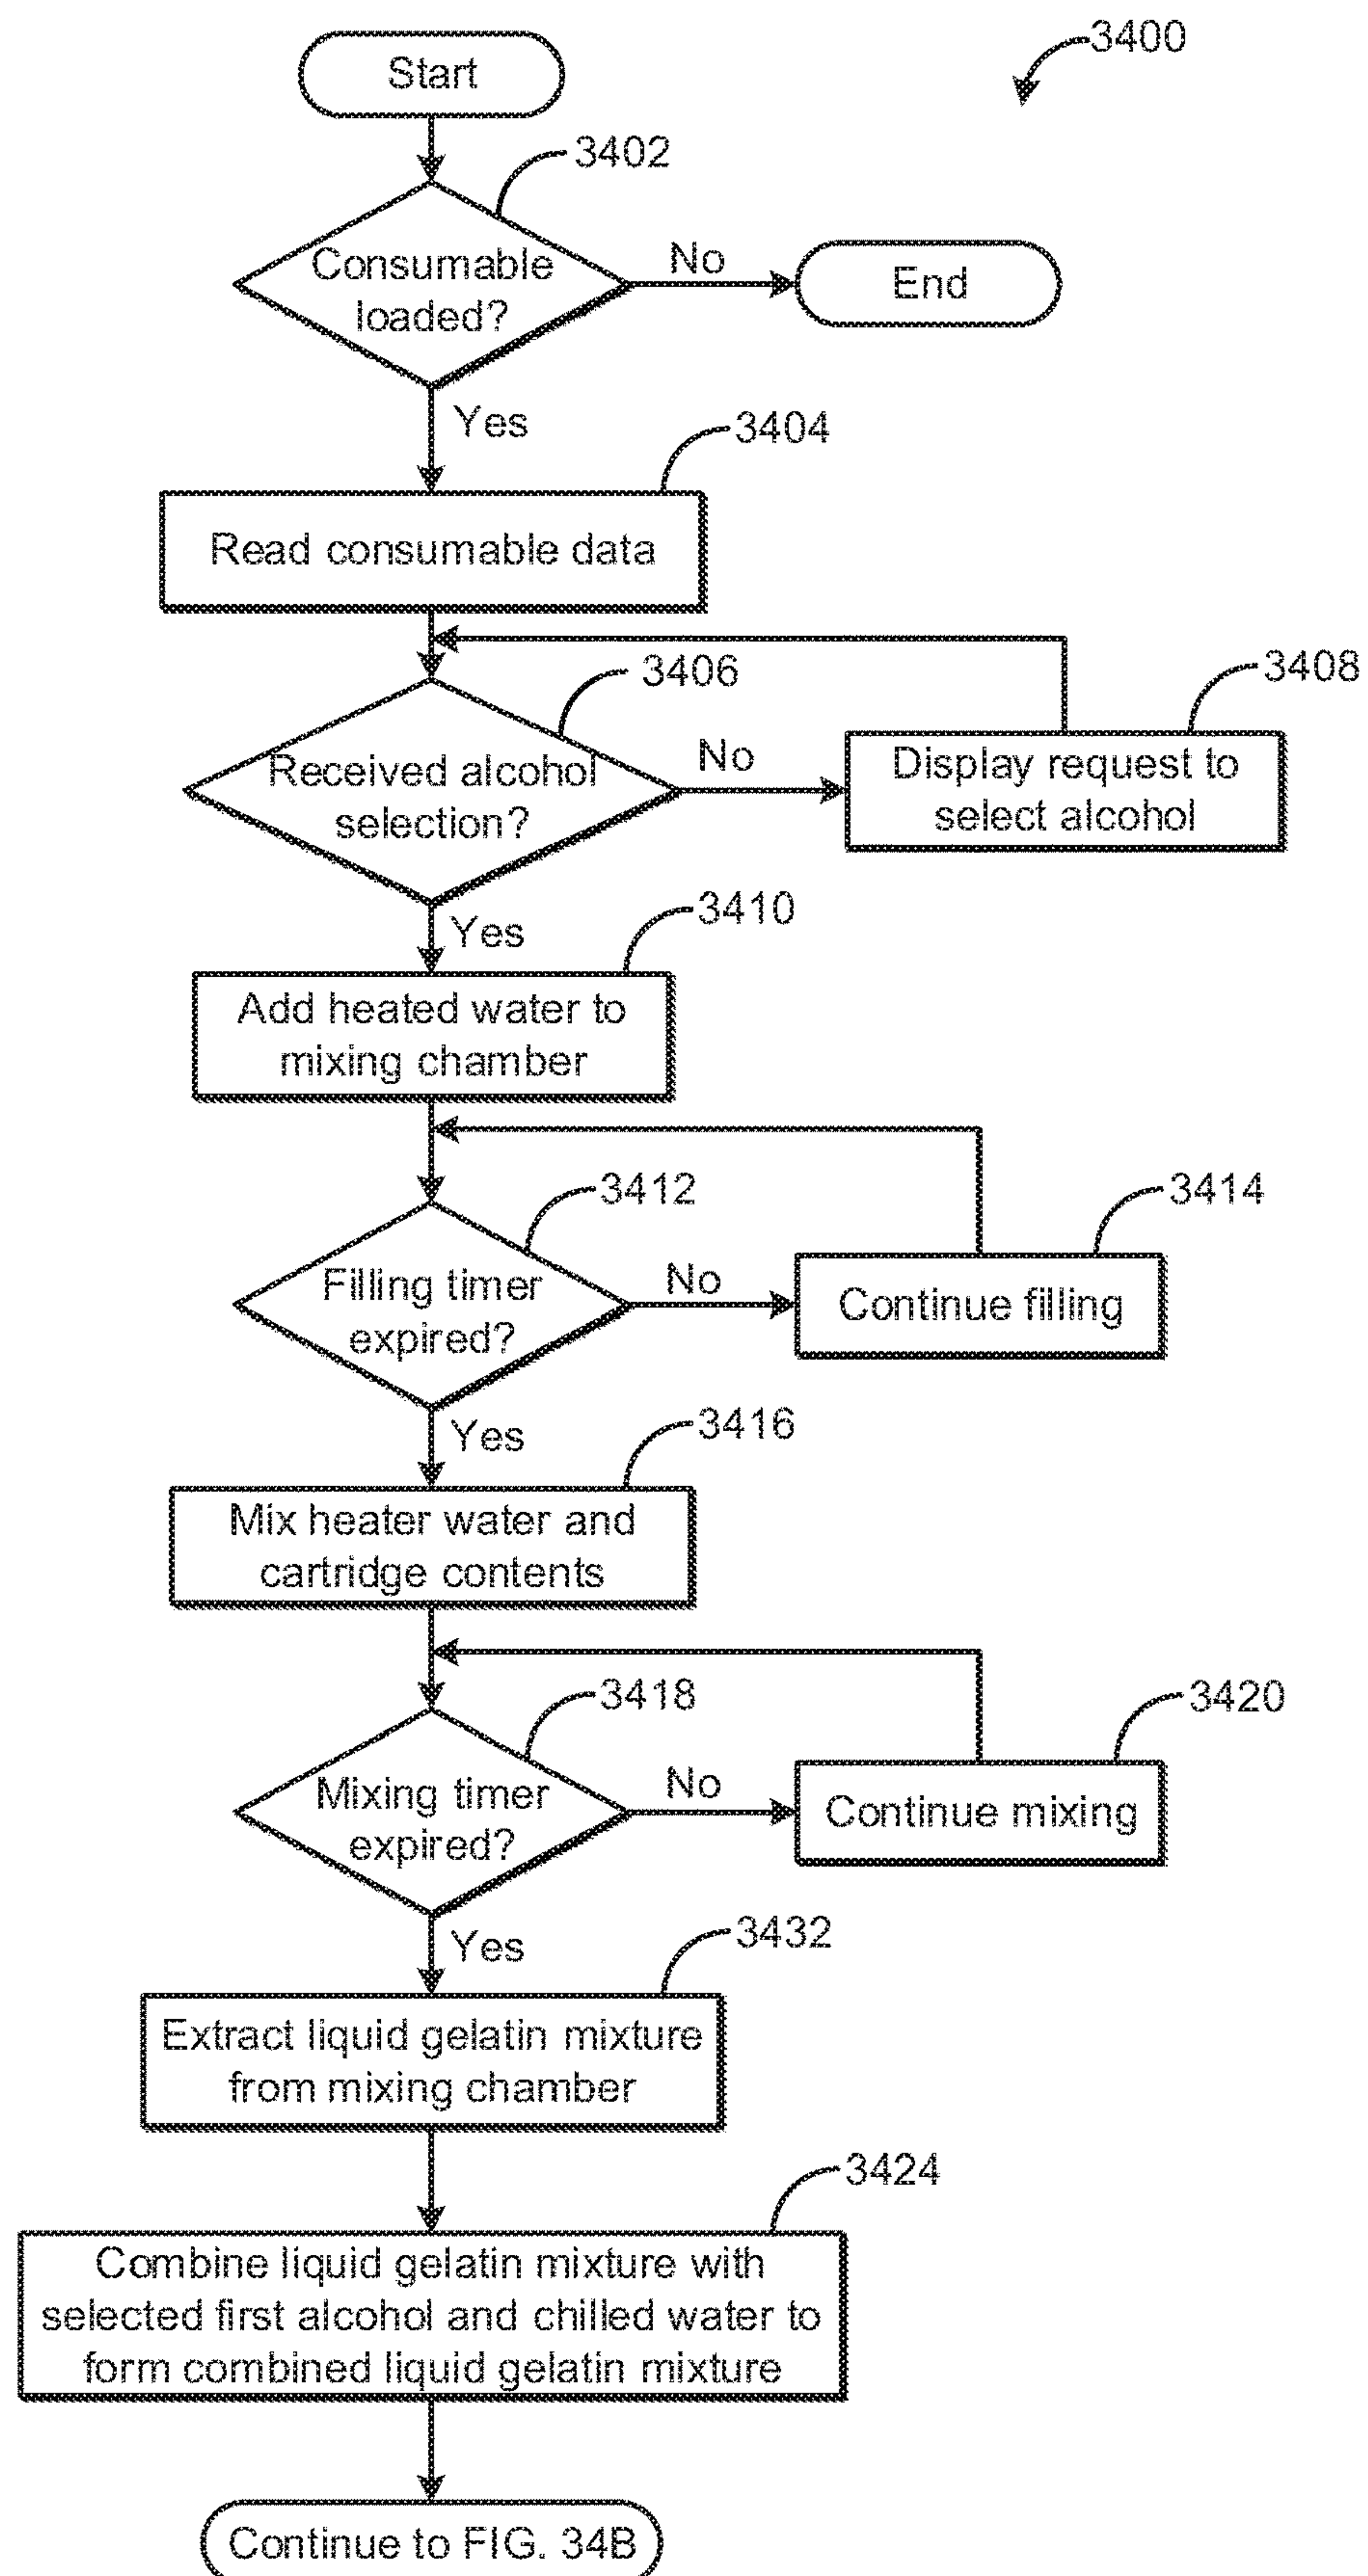 3400
Start
3402
Consumable
loaded?
No
End
Yes
3404
Read consumable data
3406
3408
Received alcohol
selection?
No
Display request to
select alcohol
Yes
3410
Add heated water to
mixing chamber
3412
3414
Filling timer
expired?
No
Continue filling
Yes
3416
Mix heater water and
cartridge contents
3418
3420
Mixing timer
expired?
No
Continue mixing
Yes
3432
Extract liquid gelatin mixture
from mixing chamber
3424
Combine liquid gelatin mixture with
selected first alcohol and chilled water to
form combined liquid gelatin mixture
Continue to FIG. 34B